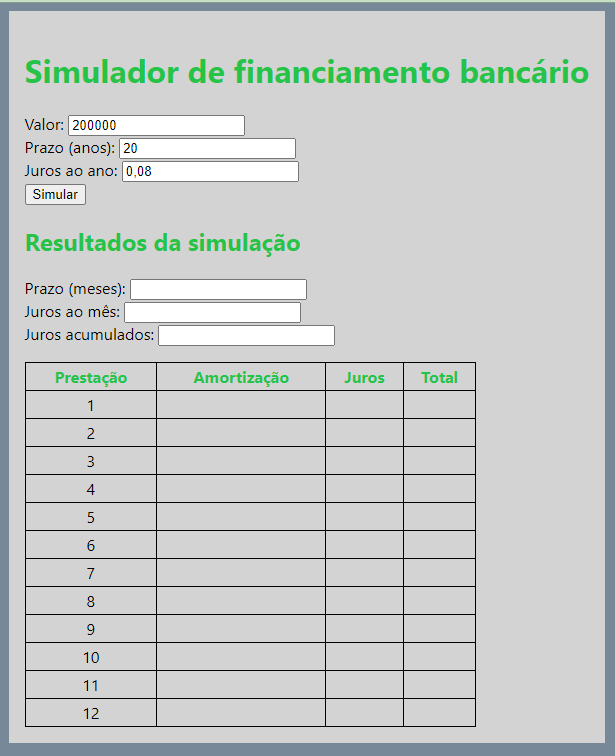 Simulador de financiamento bancário
Valor: 200000
Prazo (anos): 20
Juros ao ano: 0,08
Simular
Resultados da simulação
Prazo (meses):
Juros ao mês:
Juros acumulados:
Prestação Amortização Juros Total
1
2
3
4
5
6
7
8
9
10
11
12